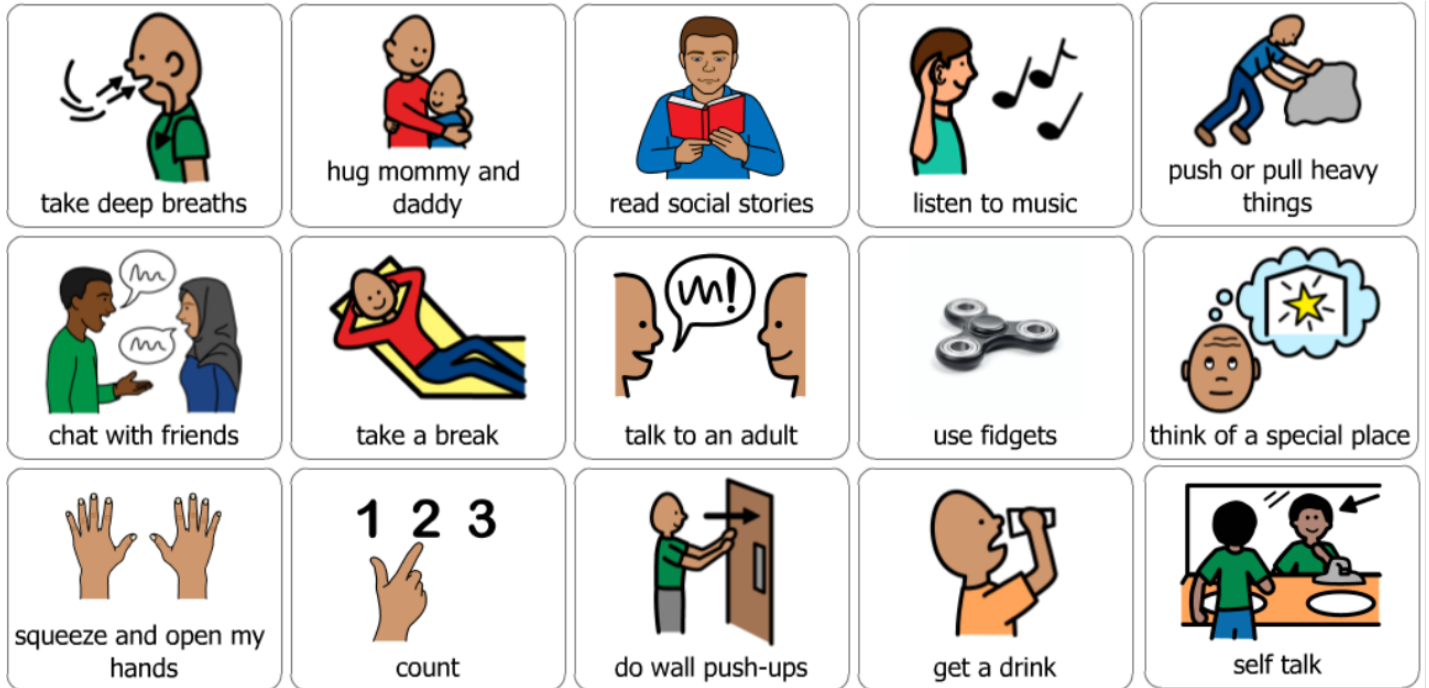 take deep breaths
hug mommy and
daddy
read social stories
listen to music
push or pull heavy
things
chat with friends
take a break
talk to an adult
use fidgets
think of a special place
squeeze and open my
hands
1 2 3
count
do wall push-ups
get a drink
self talk